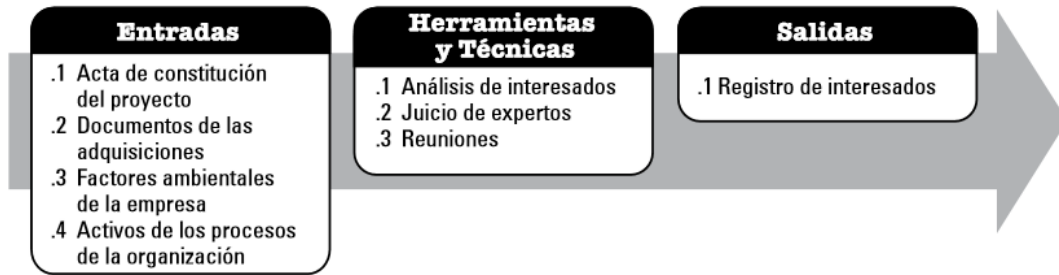 Entradas
.1 Acta de constitución
del proyecto
.2 Documentos de las
adquisiciones
.3 Factores ambientales
de la empresa
.4 Activos de los procesos
de la organización
Herramientas
y Técnicas
.1 Análisis de interesados
.2 Juicio de expertos
.3 Reuniones
Salidas
.1 Registro de interesados